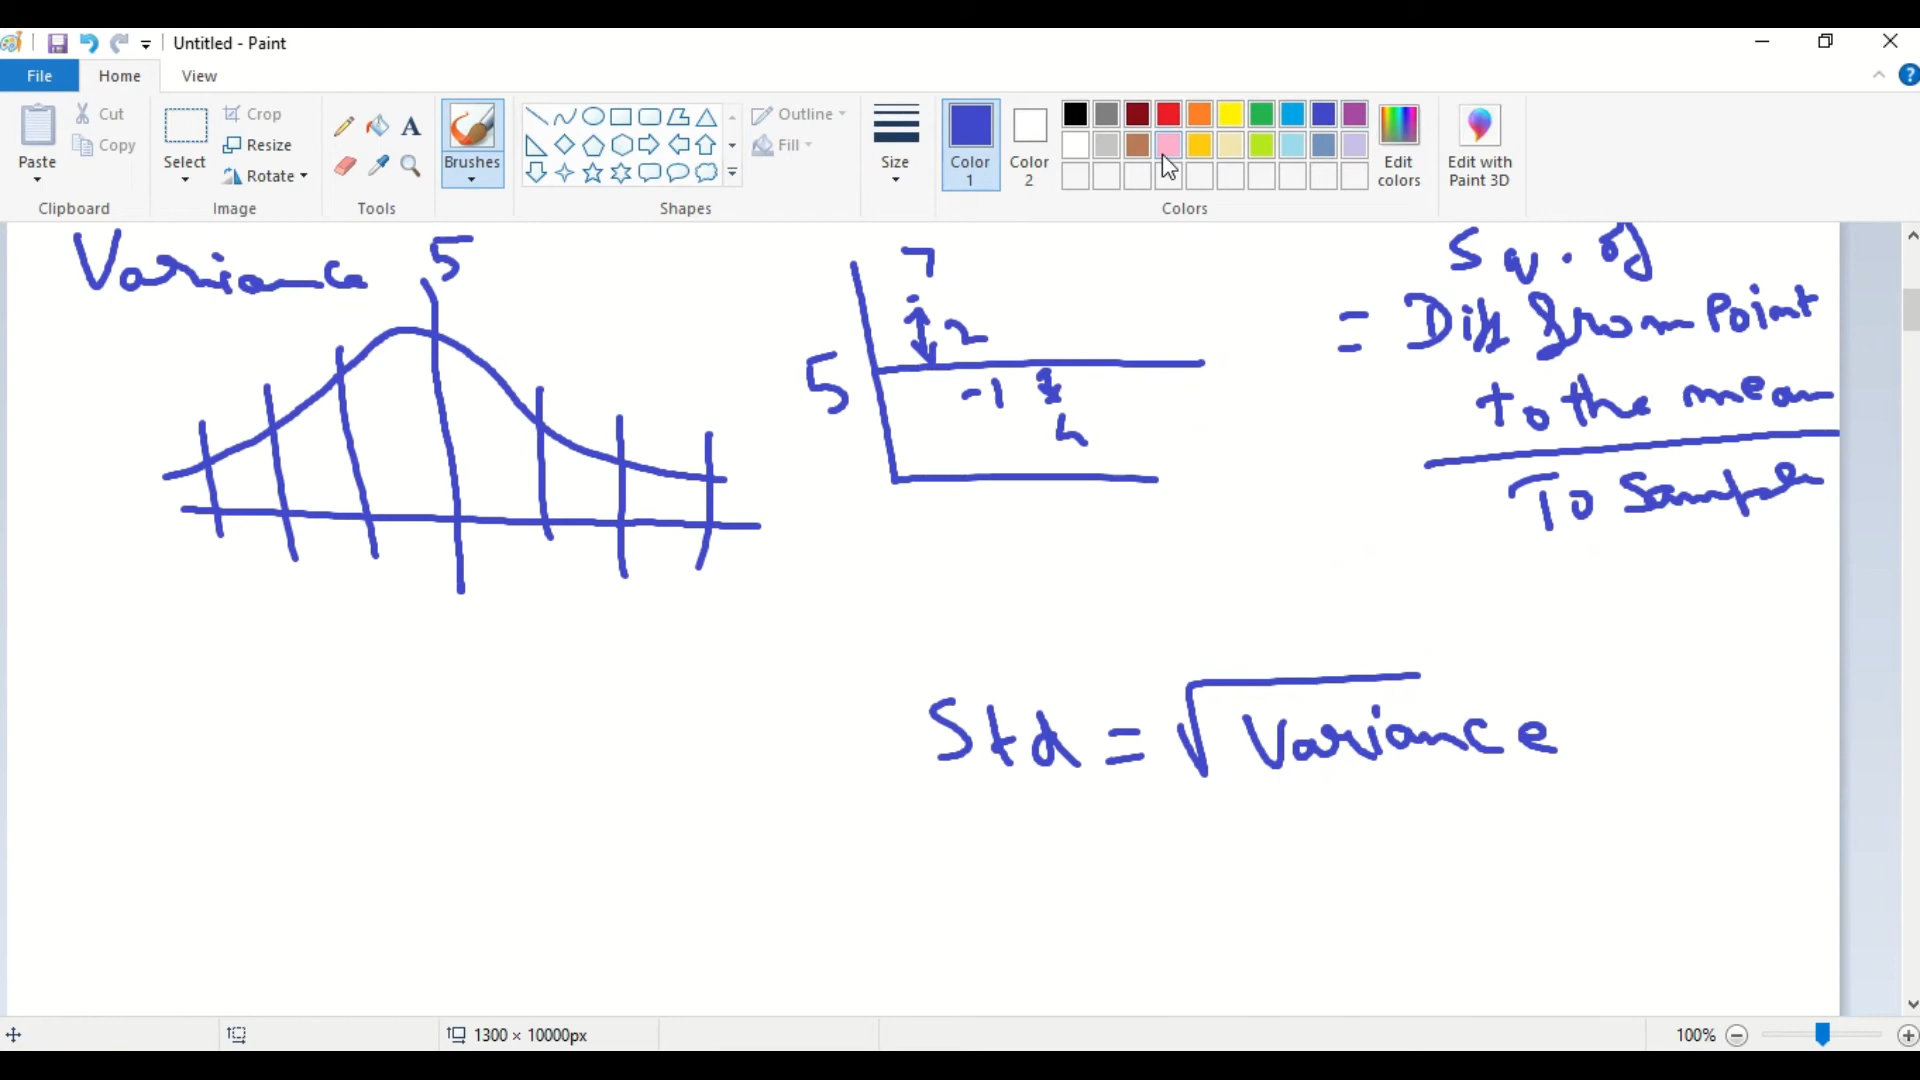 Untitled - Paint
File Home View
Paste
Cut
Copy
Clipboard
Select
Crop
Resize
Rotate
Image
A
Tools
Brushes
Shapes
Outline
Fill
Size
Color 1
Color 2
Colors
Edit colors
Edit with Paint 3D
?
Variance 5
7
2
5
-1
4
Sq. of
= Diff from Point
to the mean
To Sample
Std = √Variance
1300 × 10000px
100%